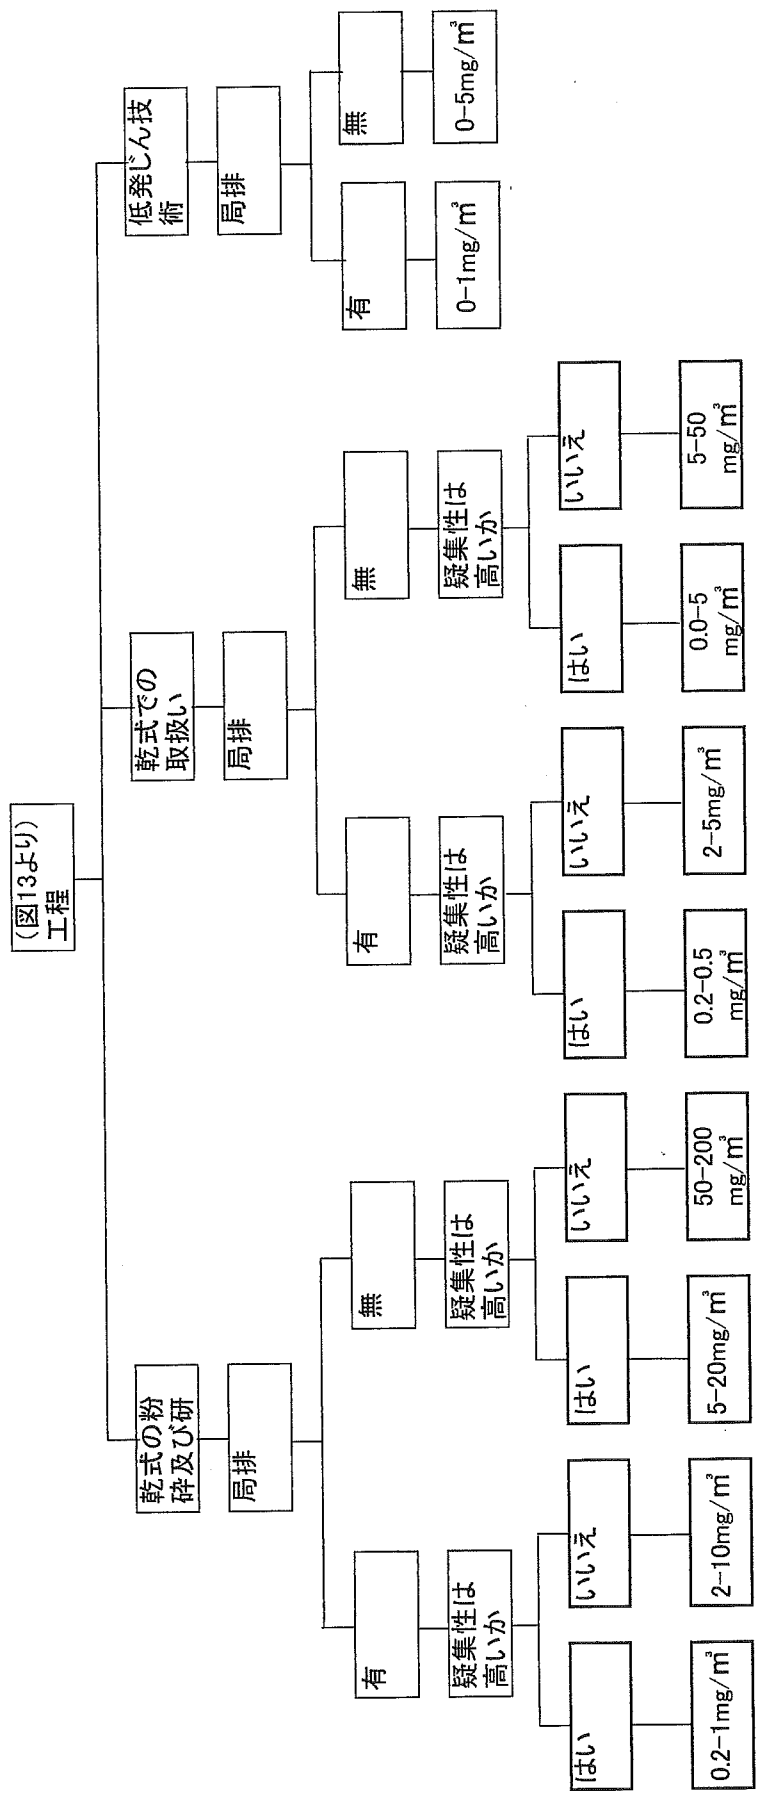 (図13より)
工程
乾式の粉
砕及び研
局排
有
疑集性は
高いか
はい
0.2-1mg/㎥
いいえ
2-10mg/㎥
無
疑集性は
高いか
はい
5-20mg/㎥
いいえ
50-200
mg/㎥
乾式での
取扱い
局排
有
疑集性は
高いか
はい
0.2-0.5
mg/㎥
いいえ
2-5mg/㎥
無
疑集性は
高いか
はい
0.0-5
mg/㎥
いいえ
5-50
mg/㎥
低発じん技
術
局排
有
0-1mg/㎥
無
0-5mg/㎥